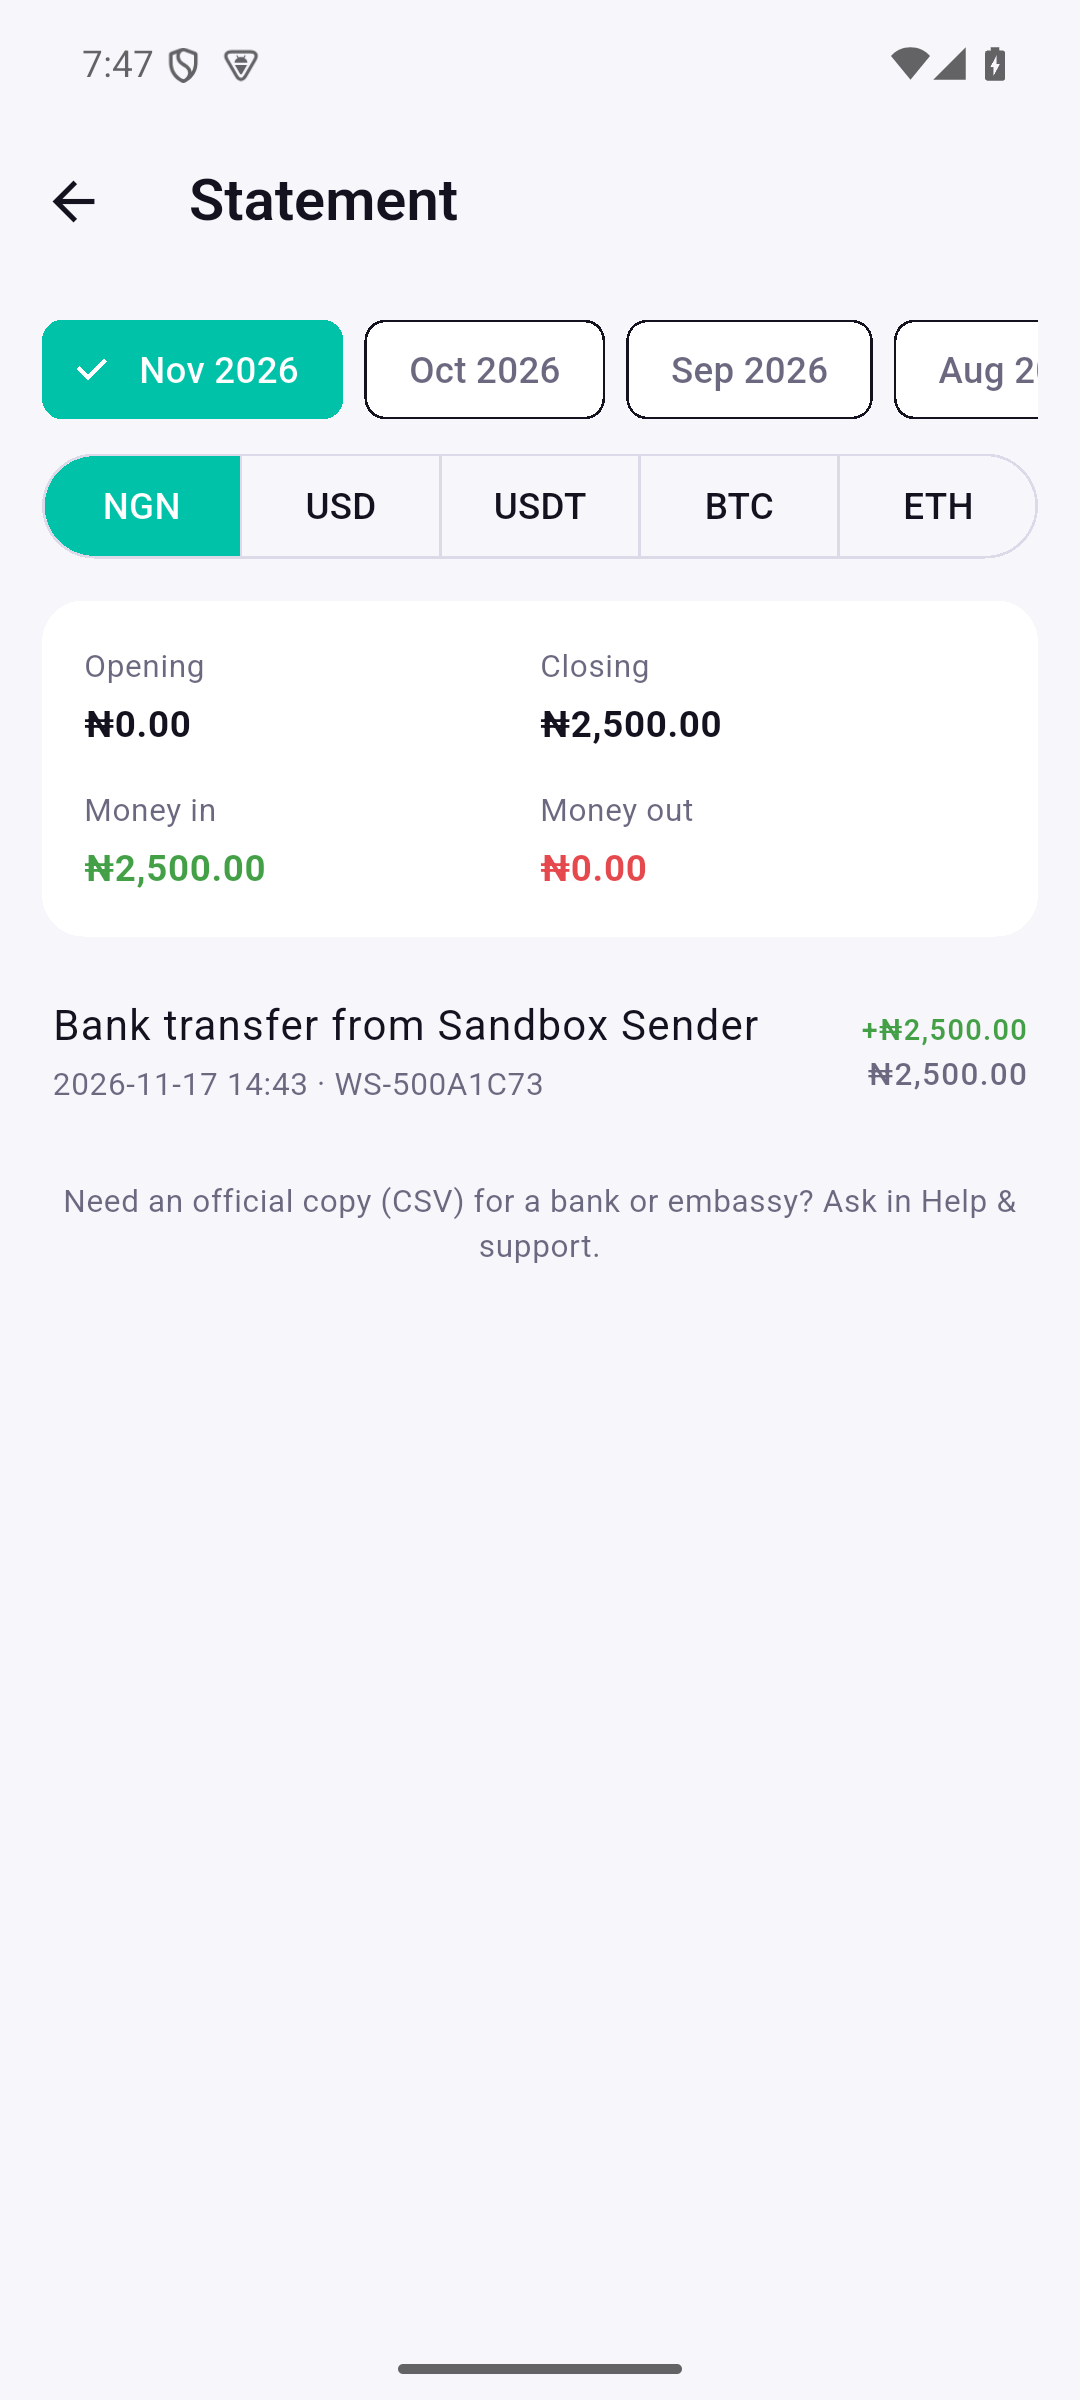 7:47
Statement
Nov 2026 Oct 2026 Sep 2026 Aug
NGN USD USDT BTC ETH
Opening Closing
₦0.00 ₦2,500.00
Money in Money out
₦2,500.00 ₦0.00
Bank transfer from Sandbox Sender +₦2,500.00
2026-11-17 14:43 · WS-500A1C73 ₦2,500.00
Need an official copy (CSV) for a bank or embassy? Ask in Help &
support.